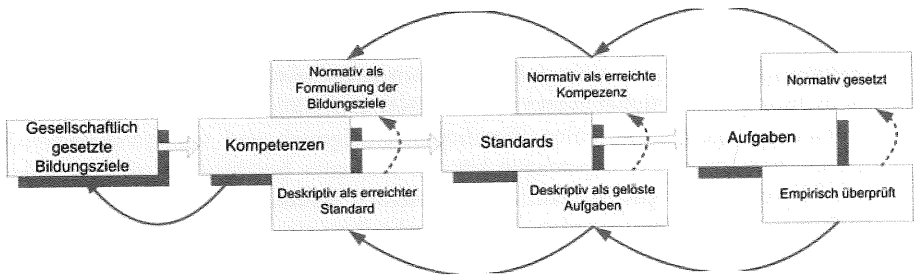 Normativ als
Formulierung der
Bildungsziele
Normativ als erreichte
Kompezenz
Normativ gesetzt
Gesellschaftlich
gesetzte
Bildungsziele
Kompetenzen
Standards
Aufgaben
Deskriptiv als erreichter
Standard
Deskriptiv als gelöste
Aufgaben
Empirisch überprüft